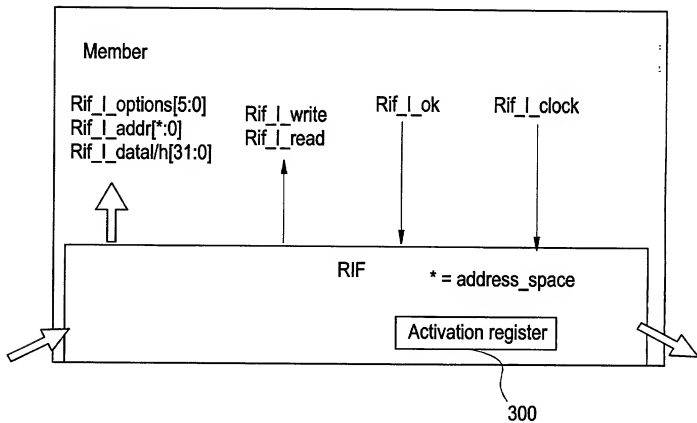 Member
Rif_I_options[5:0]
Rif_I_addr[*:0]
Rif_I_datal/h[31:0]
Rif_I_write
Rif_I_read
Rif_I_ok
Rif_I_clock
RIF
* = address_space
Activation register
300